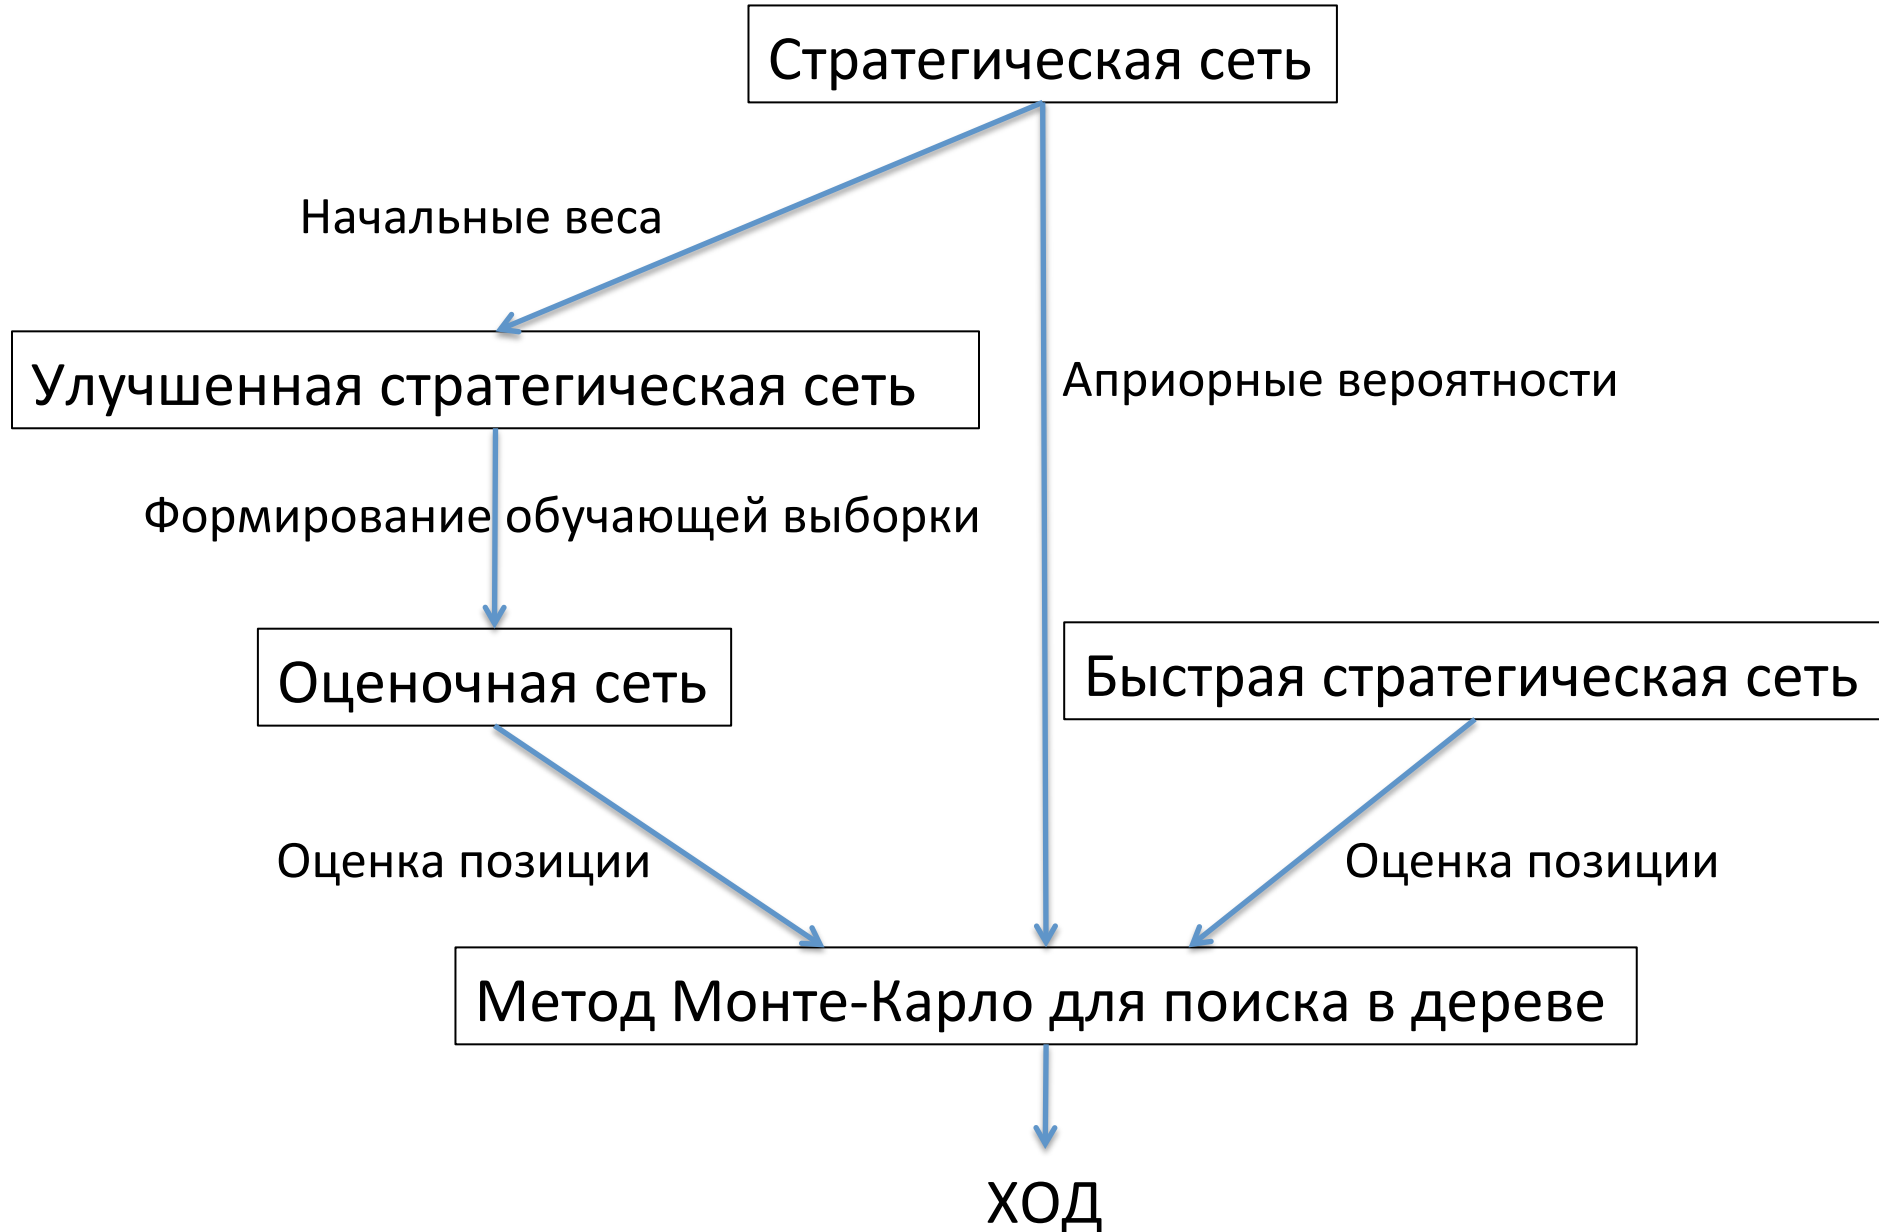 Стратегическая сеть
Начальные веса
Улучшенная стратегическая сеть
Априорные вероятности
Формирование обучающей выборки
Оценочная сеть
Быстрая стратегическая сеть
Оценка позиции
Оценка позиции
Метод Монте-Карло для поиска в дереве
ХОД